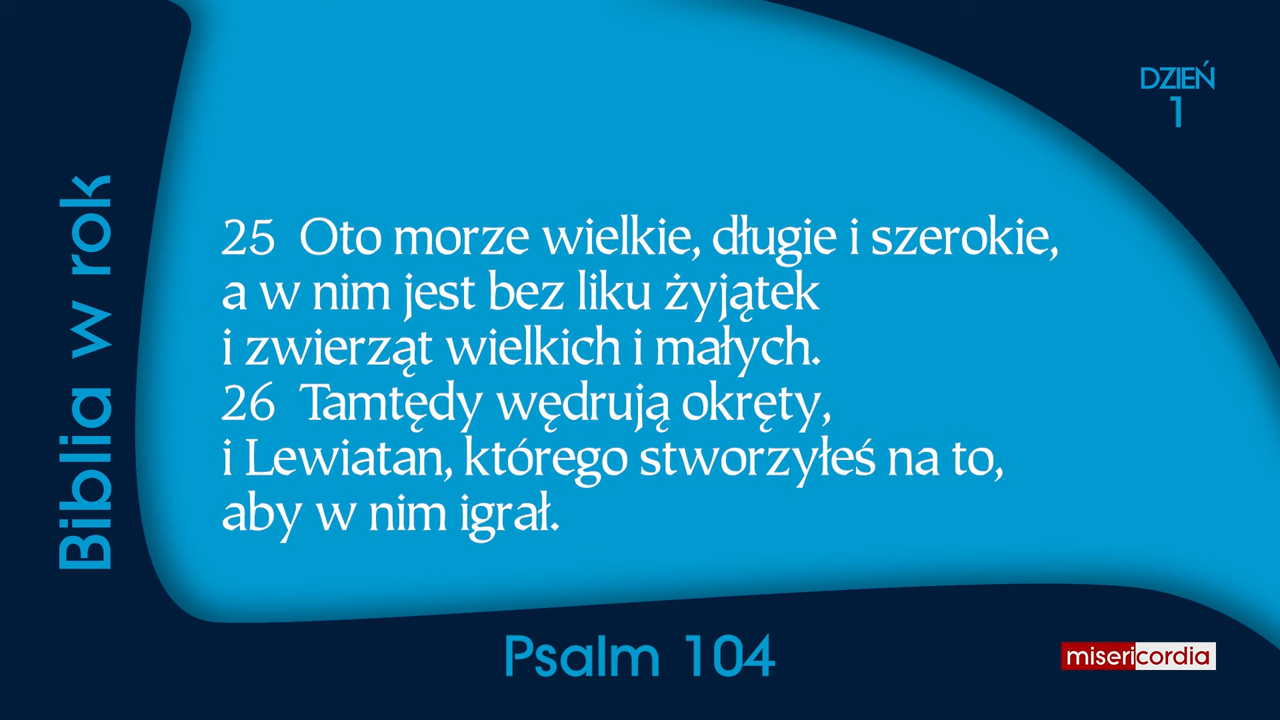 DZIEŃ
1
Biblia w rok
25 Oto morze wielkie, długie i szerokie,
a w nim jest bez liku żyjątek
i zwierząt wielkich i małych.
26 Tamtędy wędrują okręty,
i Lewiatan, którego stworzyłeś na to,
aby w nim igrał.
Psalm 104
misericordia